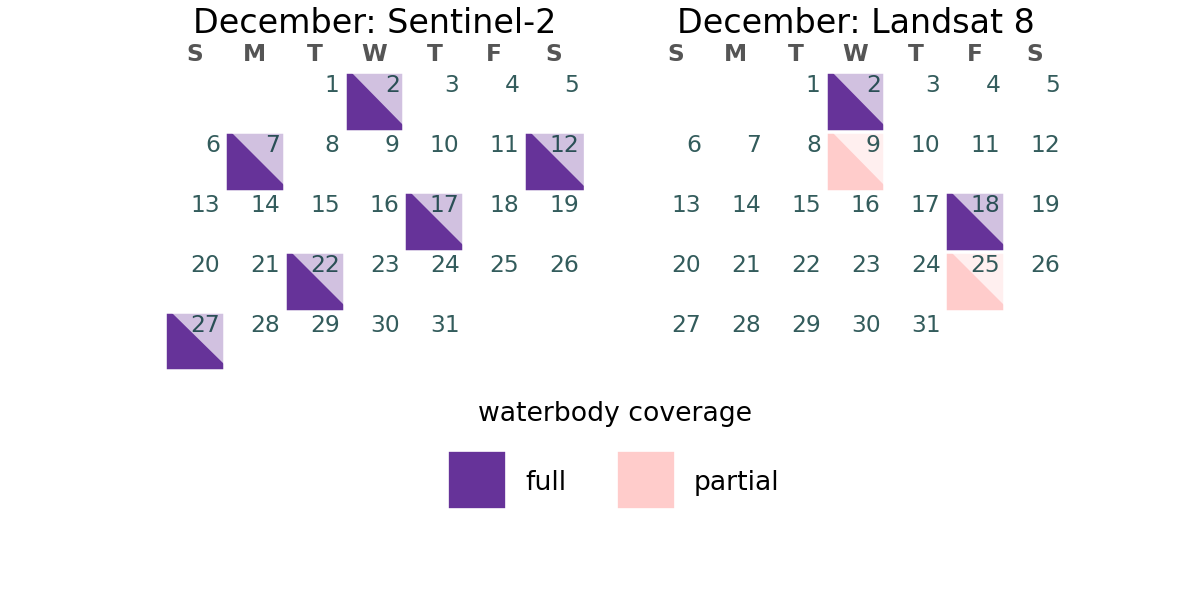 December: Sentinel-2
S M T W T F S
1 2 3 4 5
6 7 8 9 10 11 12
13 14 15 16 17 18 19
20 21 22 23 24 25 26
27 28 29 30 31
December: Landsat 8
S M T W T F S
1 2 3 4 5
6 7 8 9 10 11 12
13 14 15 16 17 18 19
20 21 22 23 24 25 26
27 28 29 30 31
waterbody coverage
full partial